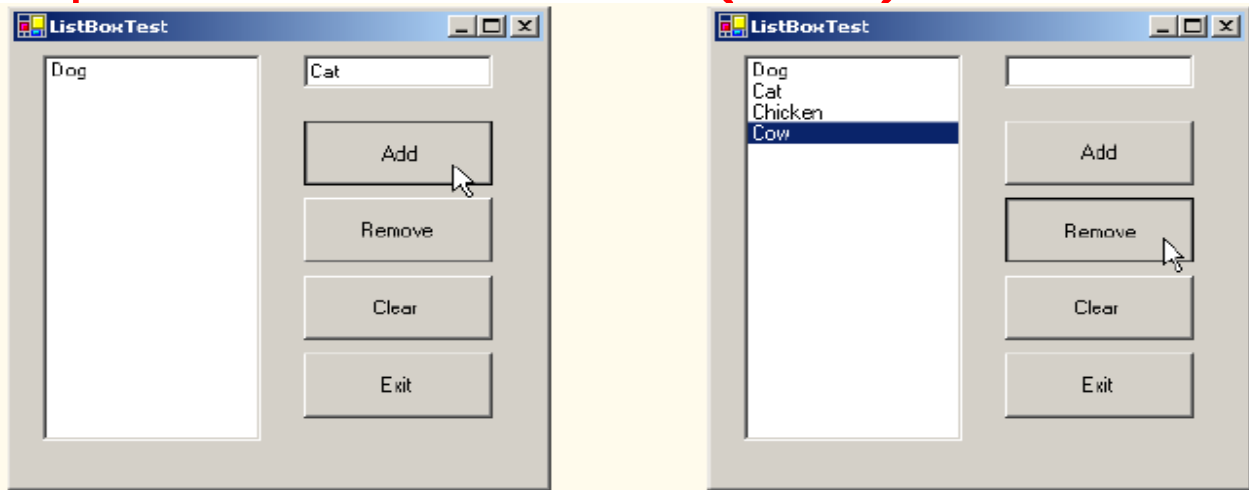 ListBoxTest
Dog
Cat
Add
Remove
Clear
Exit
ListBoxTest
Dog
Cat
Chicken
Cow
Add
Remove
Clear
Exit